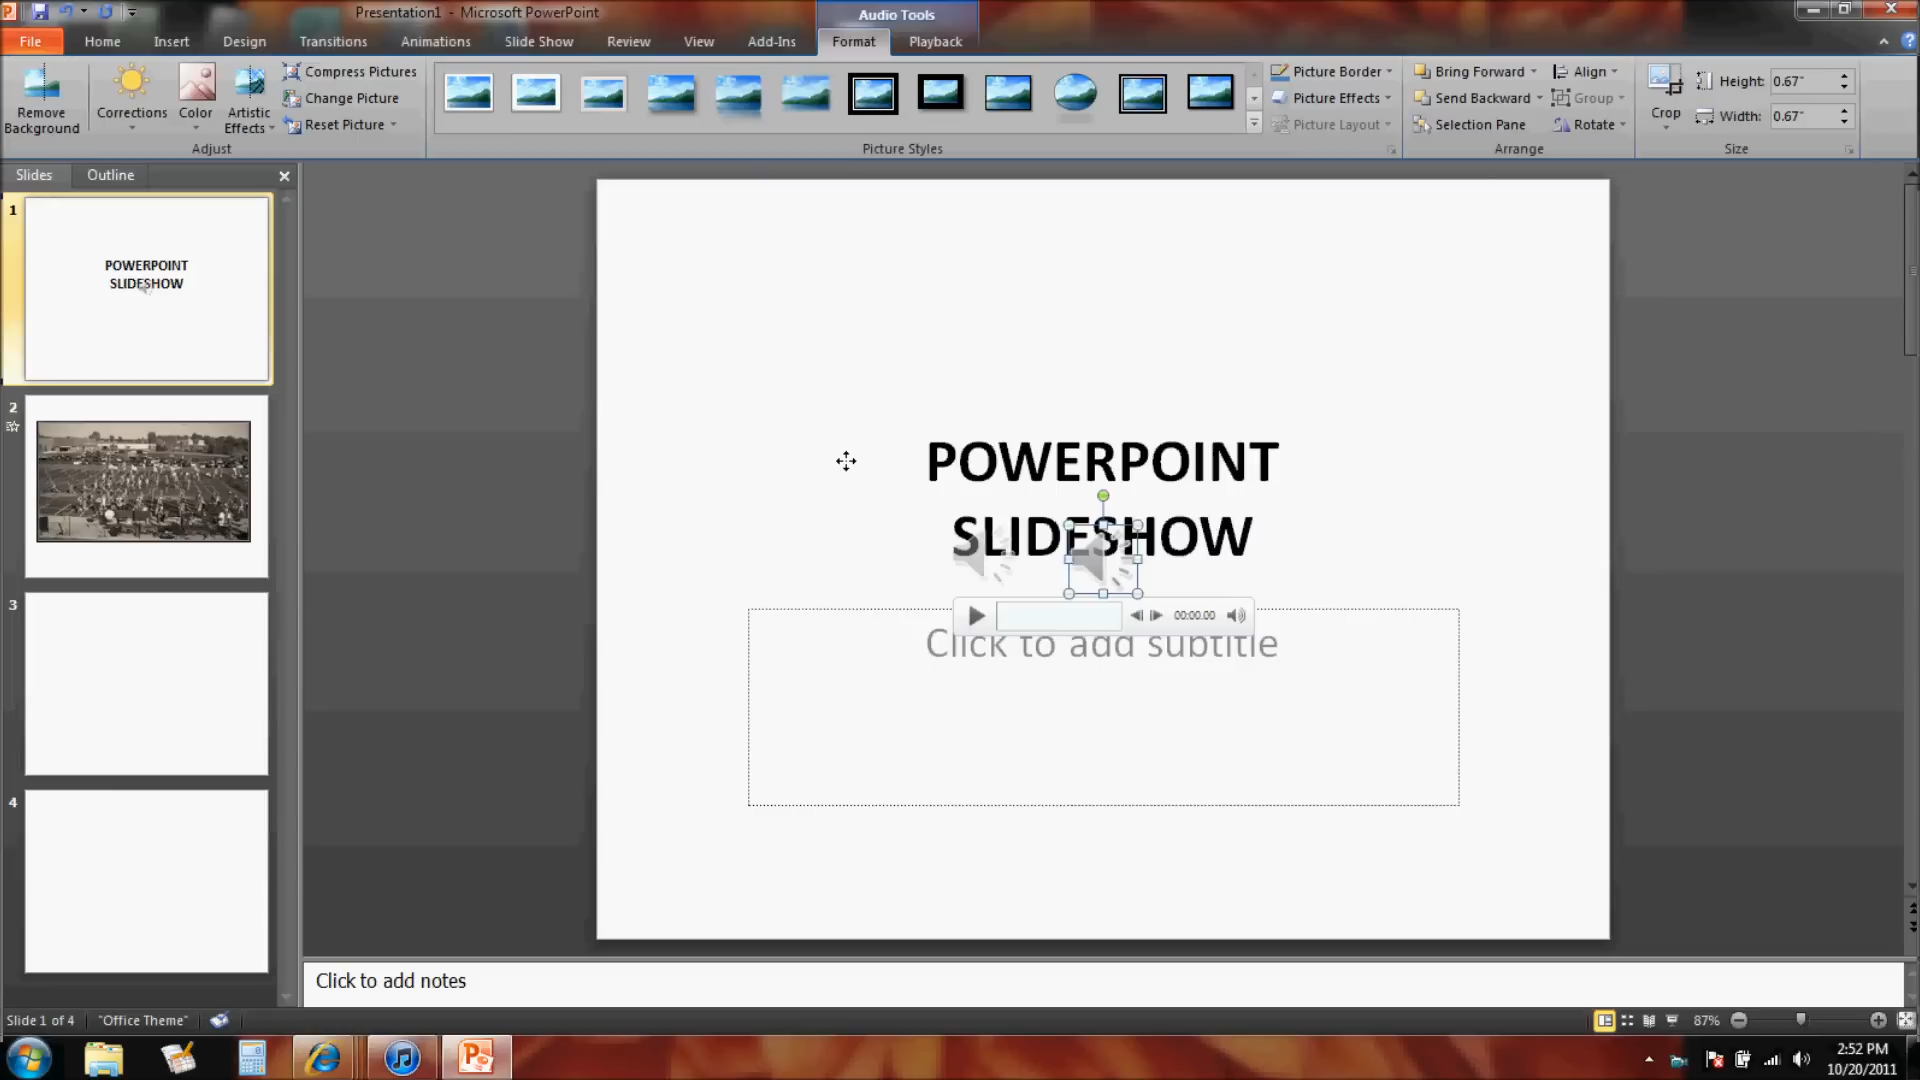 Presentation1 - Microsoft PowerPoint
Audio Tools
File Home Insert Design Transitions Animations Slide Show Review View Add-Ins Format Playback
Remove Background
Corrections
Color
Artistic Effects
Compress Pictures
Change Picture
Reset Picture
Adjust
Picture Styles
Picture Border
Picture Effects
Picture Layout
Bring Forward
Send Backward
Selection Pane
Align
Group
Rotate
Arrange
Crop
Height: 0.67"
Width: 0.67"
Size
Slides Outline
1
POWERPOINT
SLIDESHOW
2
3
4
POWERPOINT
SLIDESHOW
00:00.00
Click to add subtitle
Click to add notes
Slide 1 of 4 "Office Theme" 87%
2:52 PM
10/20/2011